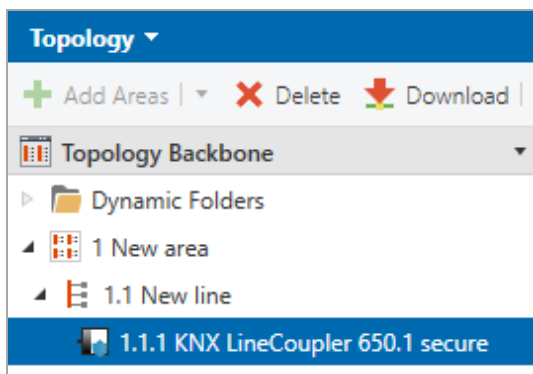 Topology
Add Areas Delete Download
Topology Backbone
Dynamic Folders
1 New area
1.1 New line
1.1.1 KNX LineCoupler 650.1 secure